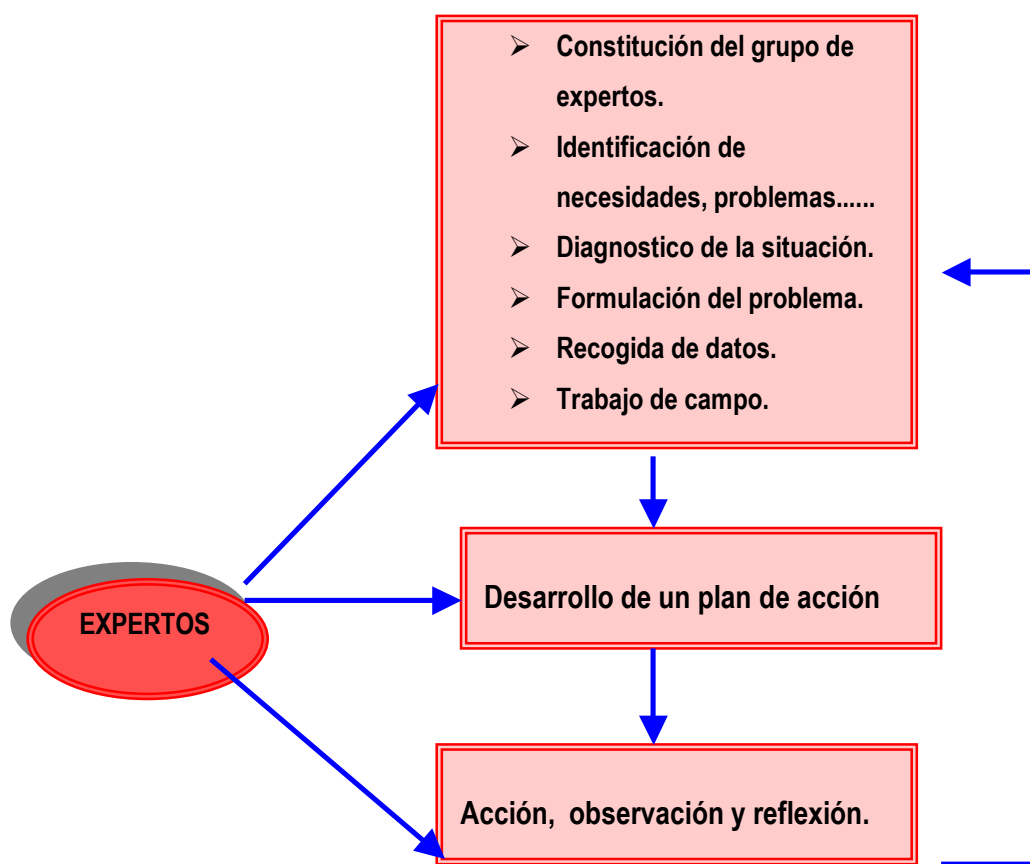 ➢ Constitución del grupo de
expertos.
➢ Identificación de
necesidades, problemas......
➢ Diagnostico de la situación.
➢ Formulación del problema.
➢ Recogida de datos.
➢ Trabajo de campo.
EXPERTOS
Desarrollo de un plan de acción
Acción, observación y reflexión.